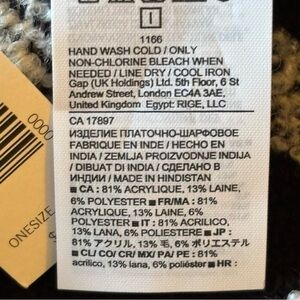 1166
HAND WASH COLD / ONLY
NON-CHLORINE BLEACH WHEN
NEEDED / LINE DRY / COOL IRON
Gap (UK Holdings) Ltd. 5th Floor, 6 St
Andrew Street, London EC4A 3AE,
United Kingdom Egypt: RIGE, LLC
CA 17897
ИЗДЕЛИЕ ПЛАТОЧНО-ШАРФОВОЕ
FABRIQUE EN INDE / HECHO EN
INDIA / ZEMLJA PROIZVODNJE INDIJA
/ DIBUAT DI INDIA / СДЕЛАНО В
ИНДИИ / MADE IN HINDISTAN
■ CA : 81% ACRYLIQUE, 13% LAINE,
6% POLYESTER ■ FR/MA : 81%
ACRYLIQUE, 13% LAINE, 6%
POLYESTER ■ IT : 81% ACRILICO,
13% LANA, 6% POLIESTERE ■ JP :
81% アクリル, 13% 毛, 6% ポリエステル
■ CL/ CO/ CR/ MX/ PA/ PE : 81%
acrílico, 13% lana, 6% poliéster ■ HR :
0000
ONESIZE